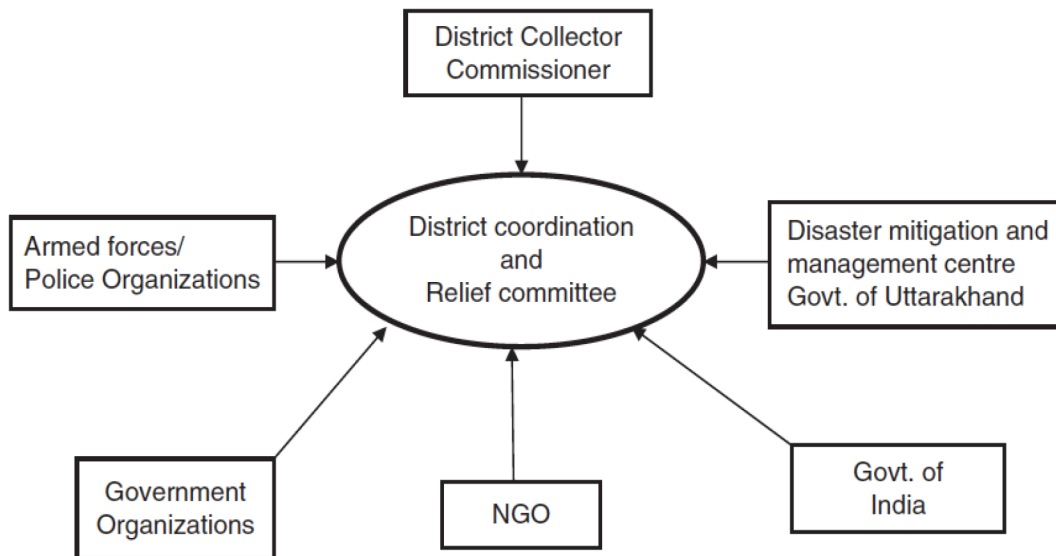 District Collector
Commissioner
Armed forces/
Police Organizations
District coordination
and
Relief committee
Disaster mitigation and
management centre
Govt. of Uttarakhand
Government
Organizations
NGO
Govt. of
India